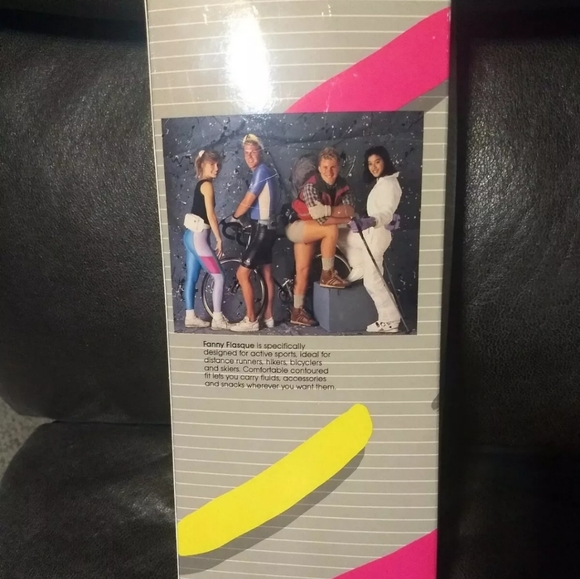 Fanny Flasque is specifically
designed for active sports, ideal for
distance runners, hikers, bicyclers
and skiers. Comfortable contoured
fit lets you carry fluids, accessories
and snacks wherever you want them.